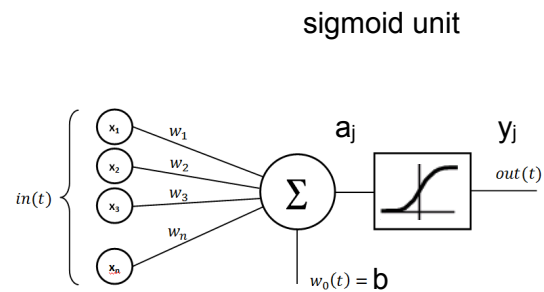 sigmoid unit
in(t)
x₁
x₂
x₃
xₙ
w₁
w₂
w₃
wₙ
Σ
aⱼ
yⱼ
out(t)
w₀(t) = b